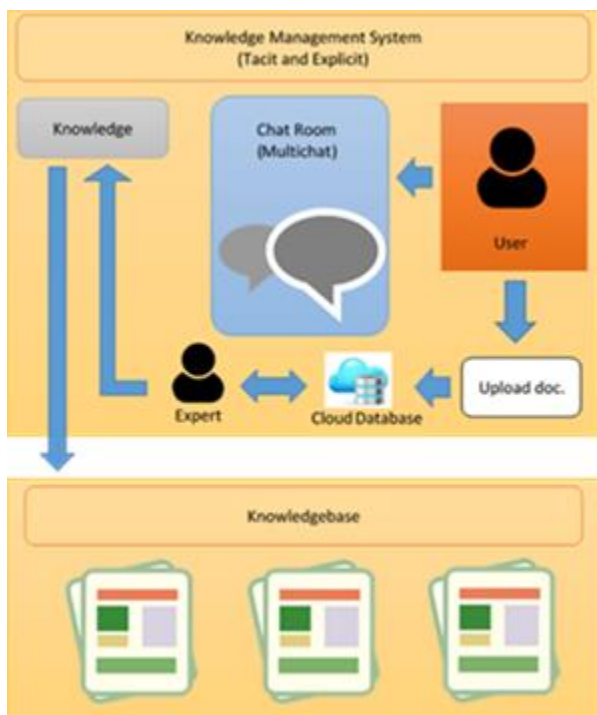 Knowledge Management System
(Tacit and Explicit)
Knowledge
Chat Room
(Multichat)
User
Upload doc.
Expert
Cloud Database
Knowledgebase